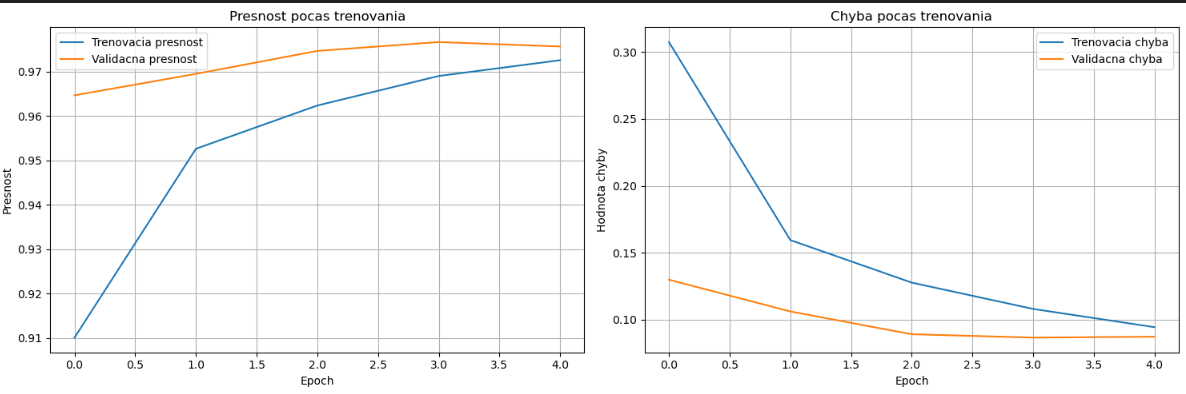 Presnost pocas trenovania
Trenovacia presnost
Validacna presnost
0.97
0.96
0.95
0.94
0.93
0.92
0.91
Presnost
0.0 0.5 1.0 1.5 2.0 2.5 3.0 3.5 4.0
Epoch
Chyba pocas trenovania
Trenovacia chyba
Validacna chyba
0.30
0.25
0.20
0.15
0.10
Hodnota chyby
0.0 0.5 1.0 1.5 2.0 2.5 3.0 3.5 4.0
Epoch